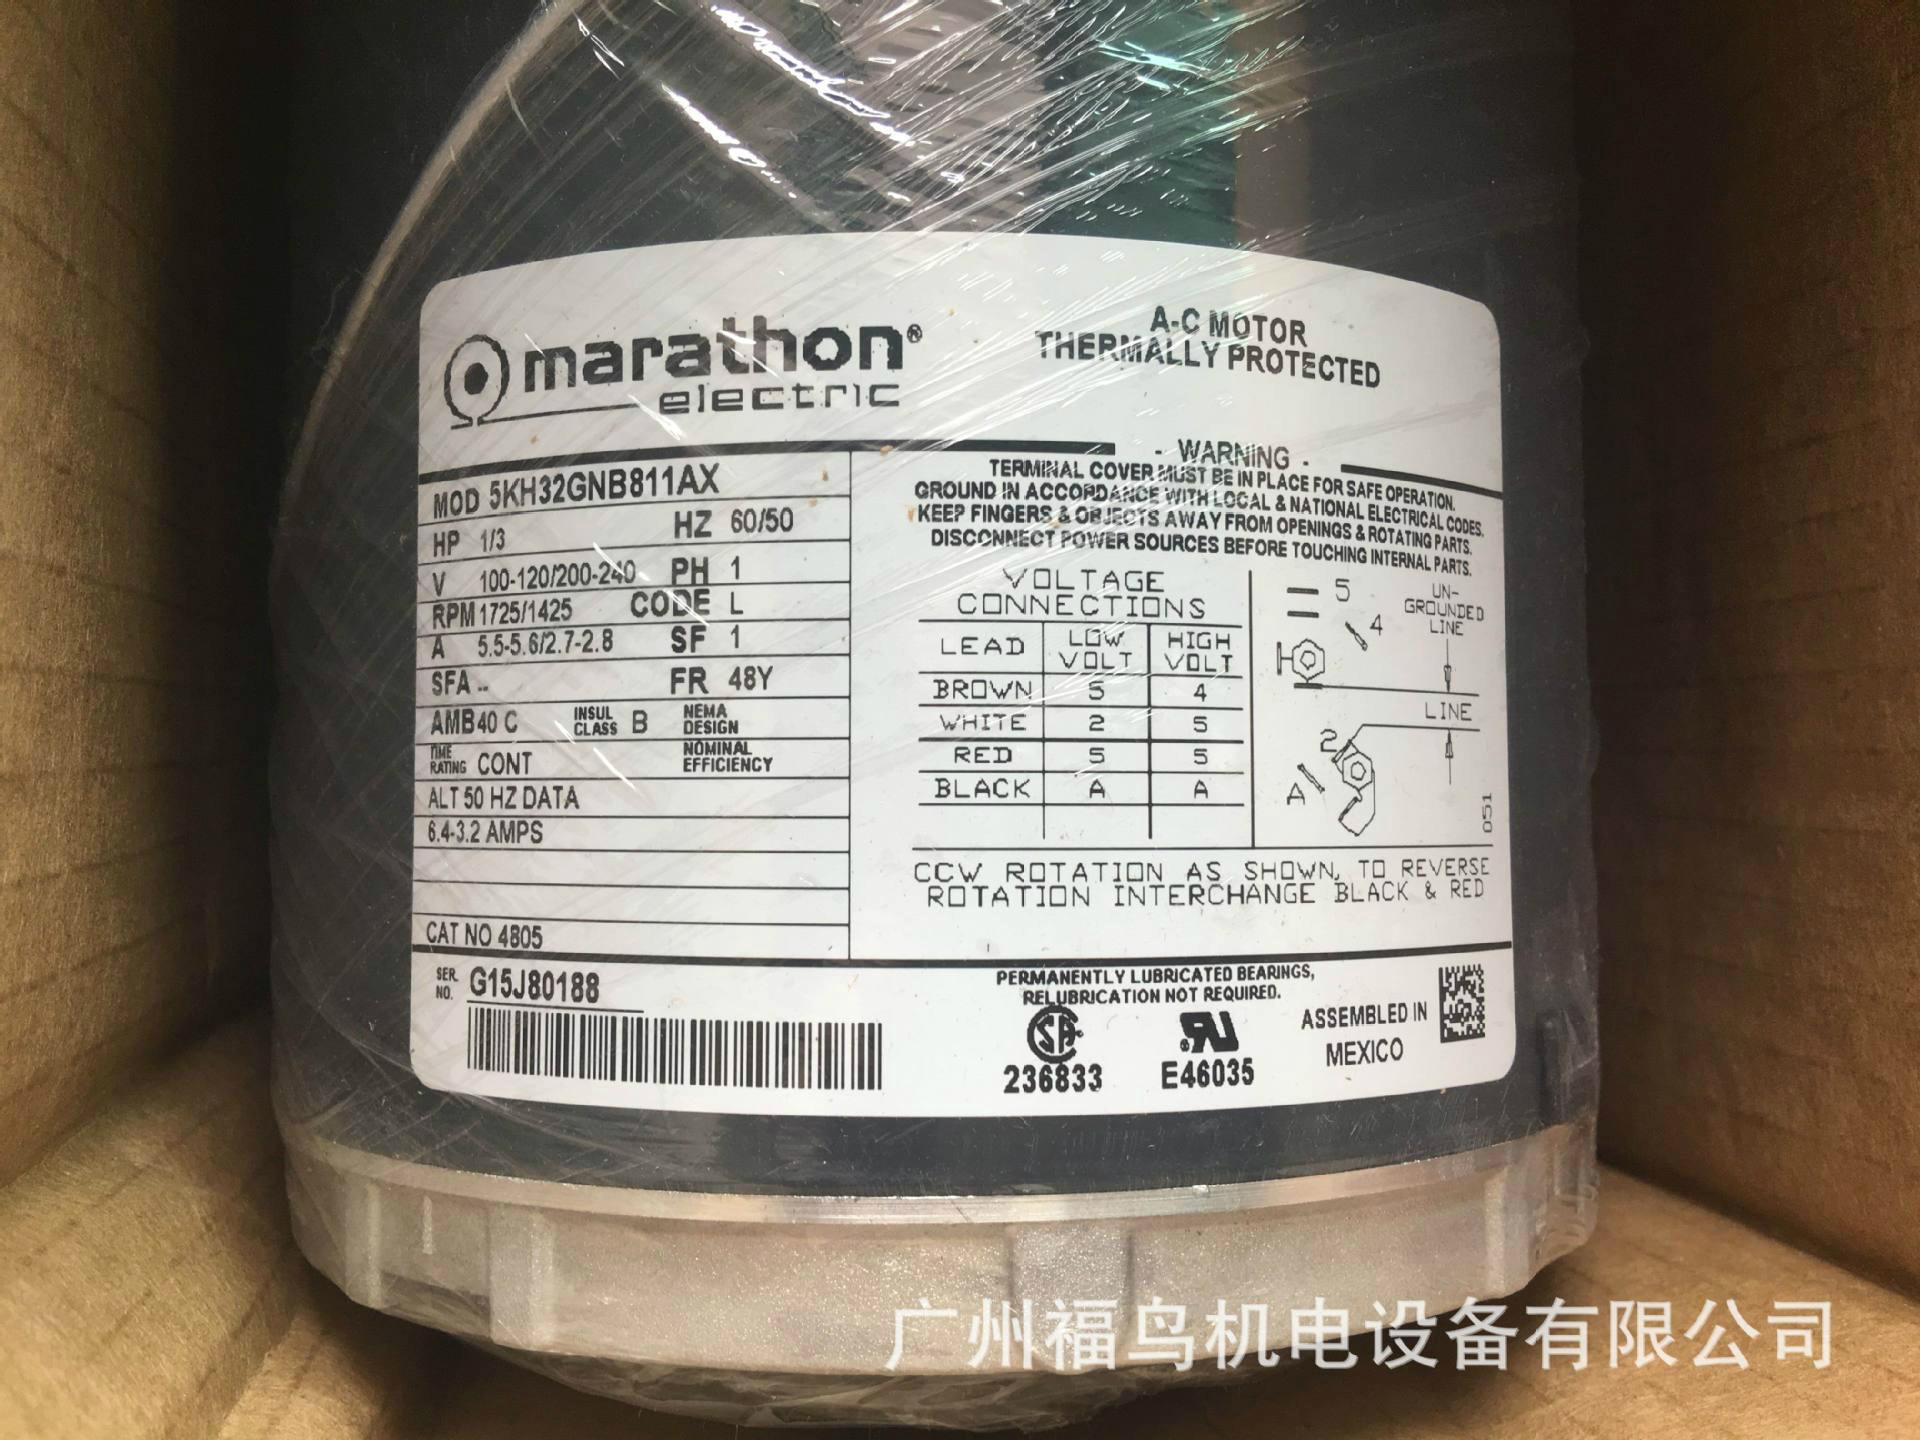 marathon®
electric
A-C MOTOR
THERMALLY PROTECTED
MOD 5KH32GNB811AX
HP 1/3 HZ 60/50
V 100-120/200-240 PH 1
RPM 1725/1425 CODE L
A 5.5-5.6/2.7-2.8 SF 1
SFA -- FR 48Y
AMB 40 C INSUL CLASS B NEMA DESIGN
TIME RATING CONT NOMINAL EFFICIENCY
ALT 50 HZ DATA
6.4-3.2 AMPS
CAT NO 4805
- WARNING -
TERMINAL COVER MUST BE IN PLACE FOR SAFE OPERATION.
GROUND IN ACCORDANCE WITH LOCAL & NATIONAL ELECTRICAL CODES.
KEEP FINGERS & OBJECTS AWAY FROM OPENINGS & ROTATING PARTS.
DISCONNECT POWER SOURCES BEFORE TOUCHING INTERNAL PARTS.
VOLTAGE
CONNECTIONS
LEAD LOW VOLT HIGH VOLT
BROWN 5 4
WHITE 2 5
RED 5 5
BLACK A A
5
4
UN-
GROUNDED
LINE
LINE
2
A
051
CCW ROTATION AS SHOWN, TO REVERSE
ROTATION INTERCHANGE BLACK & RED
SER. NO. G15J80188
PERMANENTLY LUBRICATED BEARINGS,
RELUBRICATION NOT REQUIRED.
236833
E46035
ASSEMBLED IN
MEXICO
广州福鸟机电设备有限公司